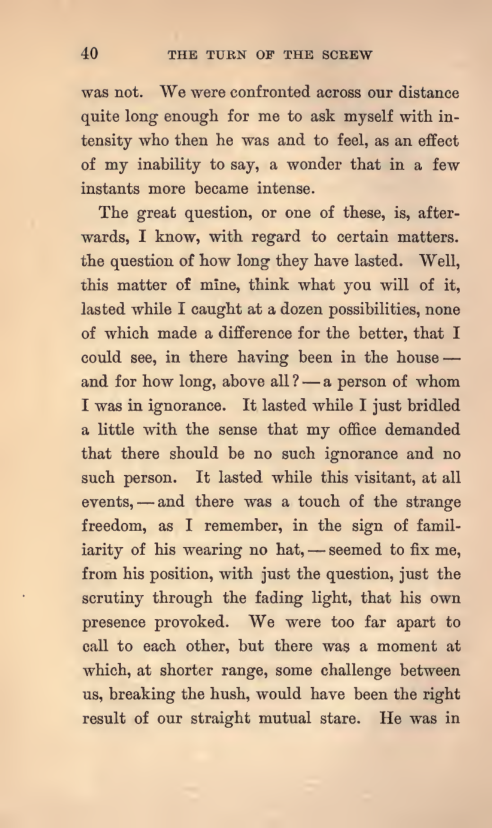 40 THE TURN OF THE SCREW
was not. We were confronted across our distance
quite long enough for me to ask myself with in-
tensity who then he was and to feel, as an effect
of my inability to say, a wonder that in a few
instants more became intense.
The great question, or one of these, is, after-
wards, I know, with regard to certain matters.
the question of how long they have lasted. Well,
this matter of mine, think what you will of it,
lasted while I caught at a dozen possibilities, none
of which made a difference for the better, that I
could see, in there having been in the house —
and for how long, above all? — a person of whom
I was in ignorance. It lasted while I just bridled
a little with the sense that my office demanded
that there should be no such ignorance and no
such person. It lasted while this visitant, at all
events, — and there was a touch of the strange
freedom, as I remember, in the sign of famil-
iarity of his wearing no hat, — seemed to fix me,
from his position, with just the question, just the
scrutiny through the fading light, that his own
presence provoked. We were too far apart to
call to each other, but there was a moment at
which, at shorter range, some challenge between
us, breaking the hush, would have been the right
result of our straight mutual stare. He was in